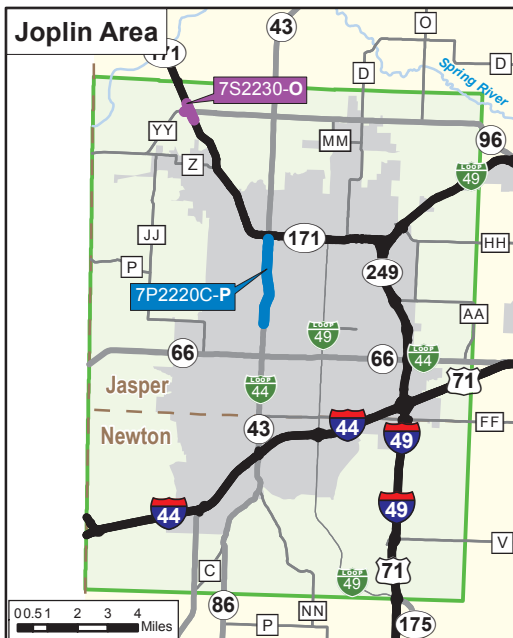 Joplin Area
43
O
171
D
D
Spring River
7S2230-O
YY
MM
96
Z
LOOP
49
JJ
171
HH
P
249
7P2220C-P
AA
LOOP
49
66
66
LOOP
44
71
Jasper
LOOP
44
Newton
43
44
FF
49
44
49
V
C
71
LOOP
49
86
NN
P
175
0 0.5 1 2 3 4
Miles